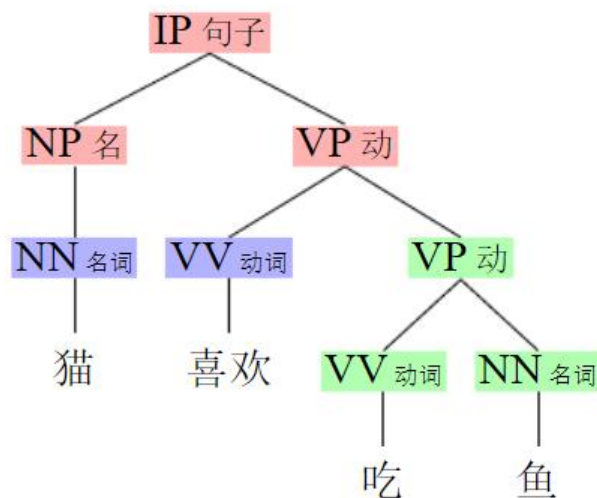 IP 句子
NP 名 VP 动
NN 名词 VV 动词 VP 动
猫 喜欢 VV 动词 NN 名词
吃 鱼